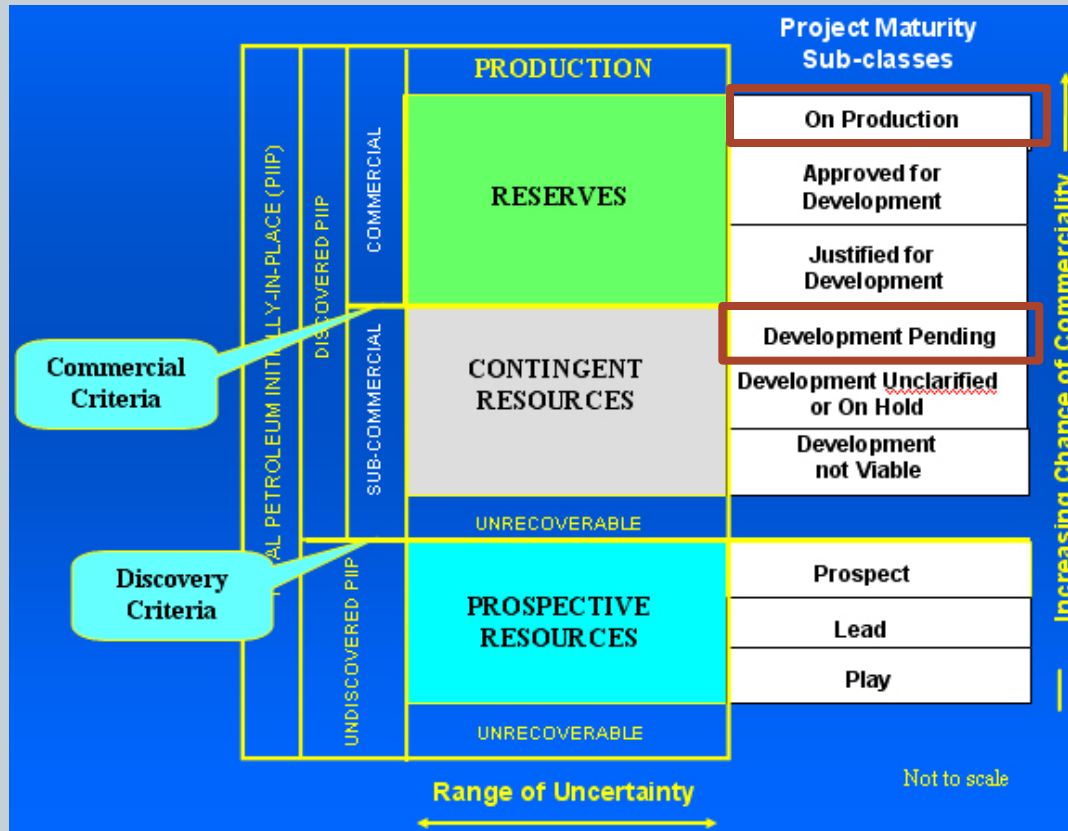 Project Maturity
Sub-classes
PRODUCTION
On Production
RESERVES
Approved for
Development
Justified for
Development
COMMERCIAL
DISCOVERED PIIP
AL PETROLEUM INITIALLY-IN-PLACE (PIIP)
Commercial
Criteria
SUB-COMMERCIAL
CONTINGENT
RESOURCES
Development Pending
Development Unclarified
or On Hold
Development
not Viable
UNRECOVERABLE
Discovery
Criteria
UNDISCOVERED PIIP
PROSPECTIVE
RESOURCES
Prospect
Lead
Play
UNRECOVERABLE
Increasing Chance of Commerciality
Not to scale
Range of Uncertainty